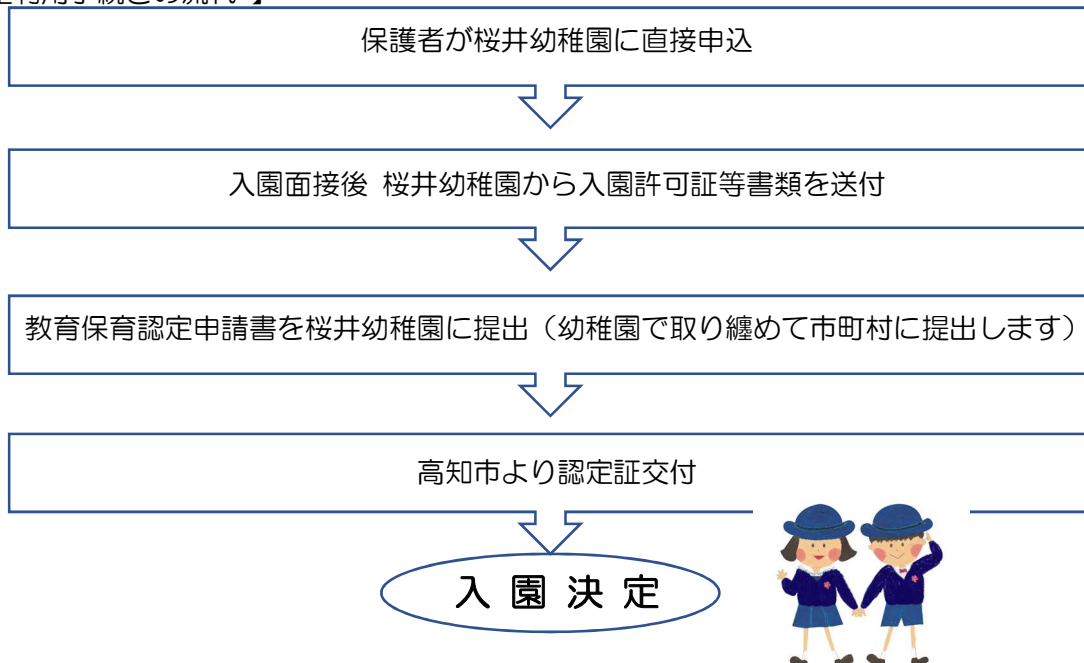 保護者が桜井幼稚園に直接申込
入園面接後 桜井幼稚園から入園許可証等書類を送付
教育保育認定申請書を桜井幼稚園に提出（幼稚園で取り纏めて市町村に提出します）
高知市より認定証交付
入 園 決 定